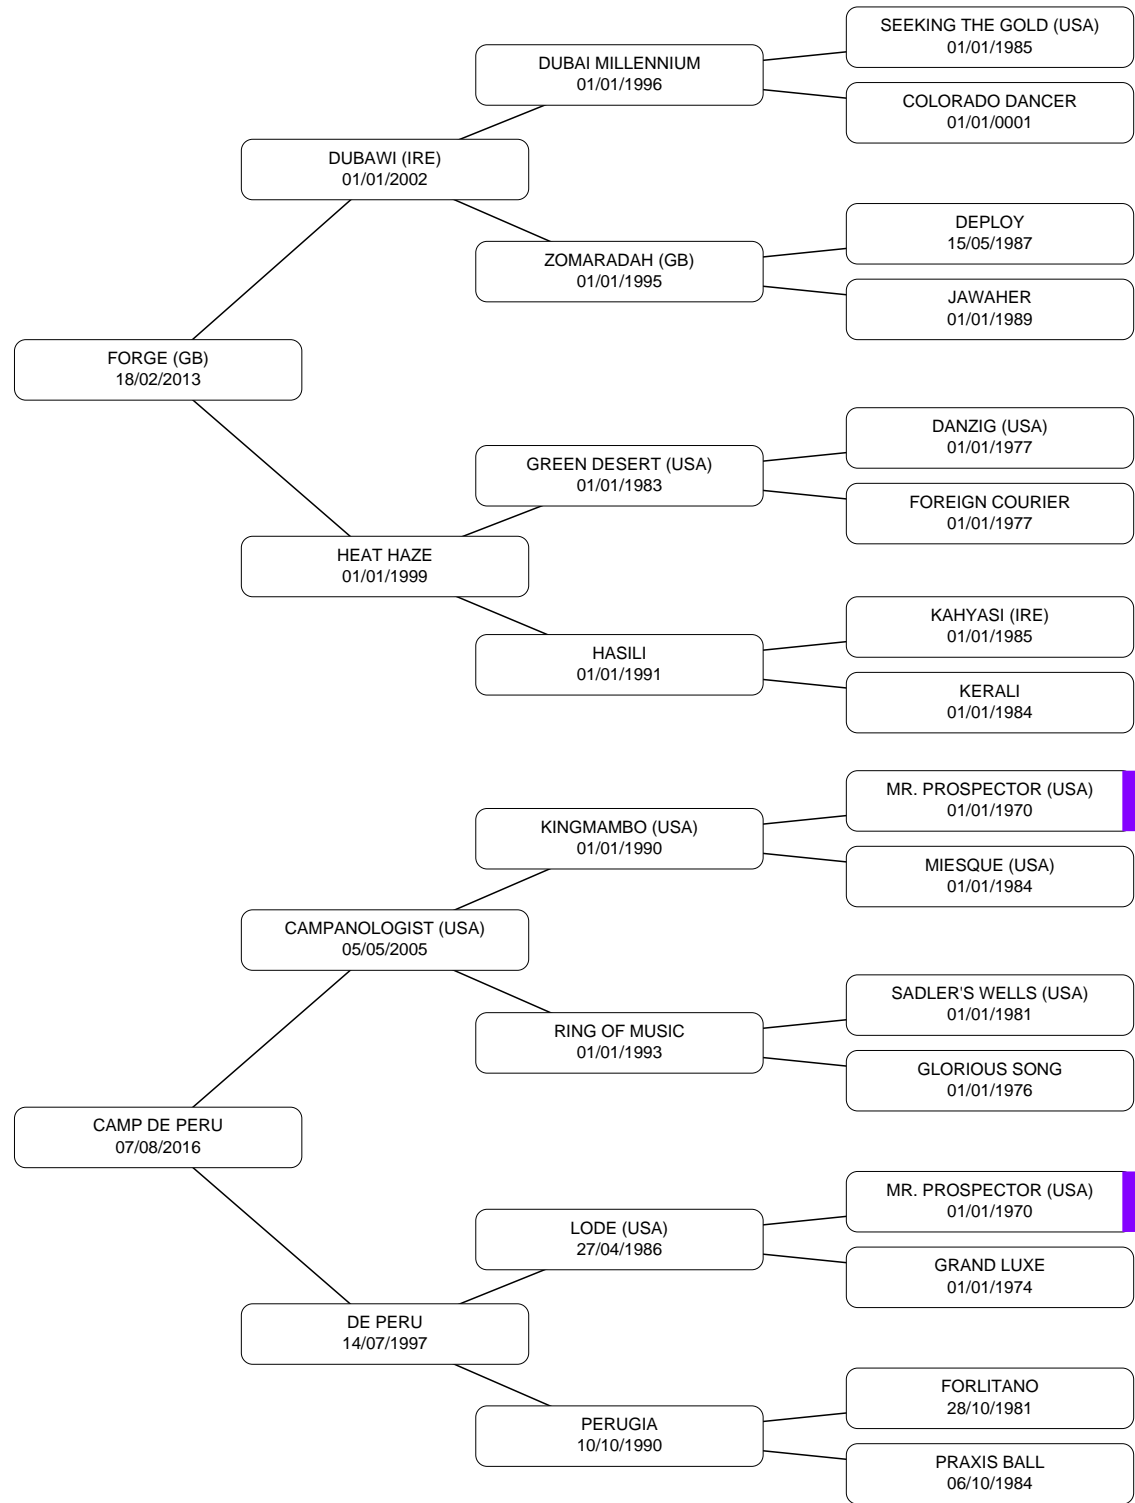 SEEKING THE GOLD (USA)
01/01/1985
DUBAI MILLENNIUM
01/01/1996
COLORADO DANCER
01/01/0001
DUBAWI (IRE)
01/01/2002
DEPLOY
15/05/1987
ZOMARADAH (GB)
01/01/1995
JAWAHER
01/01/1989
FORGE (GB)
18/02/2013
DANZIG (USA)
01/01/1977
GREEN DESERT (USA)
01/01/1983
FOREIGN COURIER
01/01/1977
HEAT HAZE
01/01/1999
KAHYASI (IRE)
01/01/1985
HASILI
01/01/1991
KERALI
01/01/1984
MR. PROSPECTOR (USA)
01/01/1970
KINGMAMBO (USA)
01/01/1990
MIESQUE (USA)
01/01/1984
CAMPANOLOGIST (USA)
05/05/2005
SADLER'S WELLS (USA)
01/01/1981
RING OF MUSIC
01/01/1993
GLORIOUS SONG
01/01/1976
CAMP DE PERU
07/08/2016
MR. PROSPECTOR (USA)
01/01/1970
LODE (USA)
27/04/1986
GRAND LUXE
01/01/1974
DE PERU
14/07/1997
FORLITANO
28/10/1981
PERUGIA
10/10/1990
PRAXIS BALL
06/10/1984